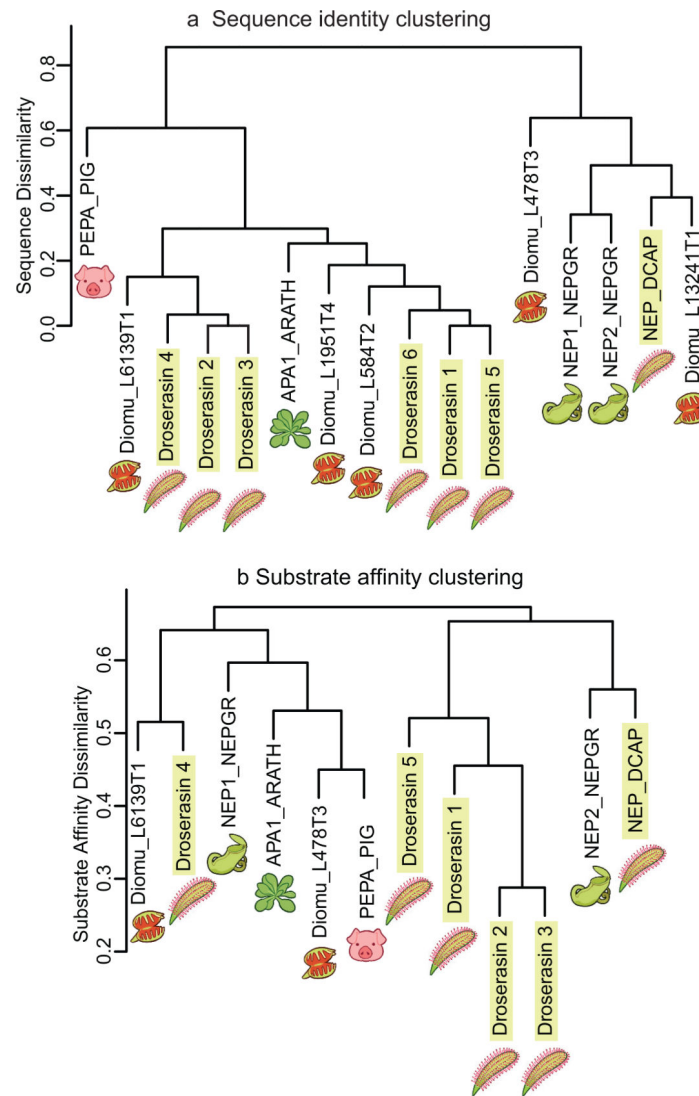 a Sequence identity clustering
Sequence Dissimilarity
0.8
0.6
0.4
0.2
0.0
PEPA_PIG
Diomu_L6139T1
Droserasin 4
Droserasin 2
Droserasin 3
APA1_ARATH
Diomu_L1951T4
Diomu_L584T2
Droserasin 6
Droserasin 1
Droserasin 5
Diomu_L478T3
NEP1_NEPGR
NEP2_NEPGR
NEP_DCAP
Diomu_L13241T1
b Substrate affinity clustering
Substrate Affinity Dissimilarity
0.6
0.5
0.4
0.3
0.2
Diomu_L6139T1
Droserasin 4
NEP1_NEPGR
APA1_ARATH
Diomu_L478T3
PEPA_PIG
Droserasin 5
Droserasin 1
Droserasin 2
Droserasin 3
NEP2_NEPGR
NEP_DCAP